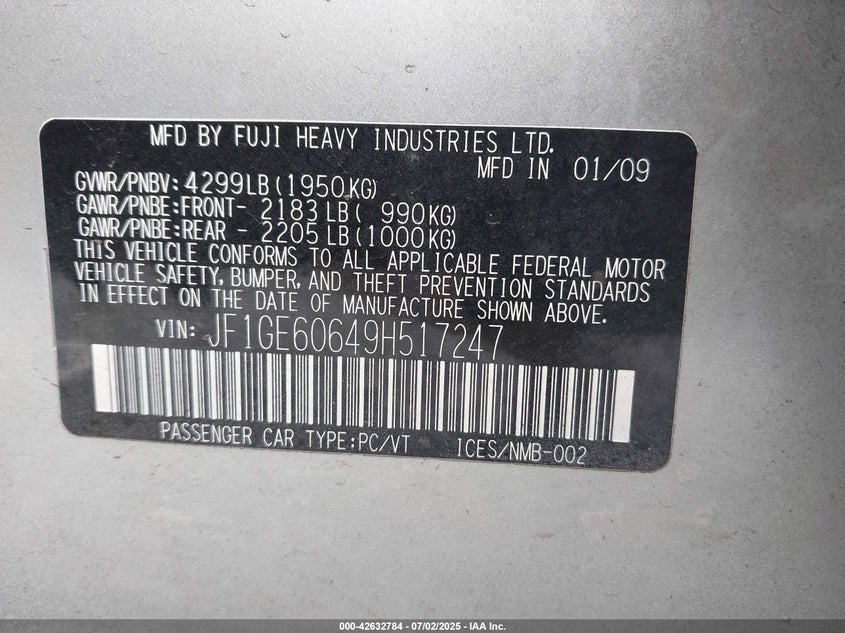 MFD BY FUJI HEAVY INDUSTRIES LTD.
MFD IN 01/09
GVWR/PNBV: 4299LB (1950KG)
GAWR/PNBE:FRONT- 2183LB( 990KG)
GAWR/PNBE:REAR - 2205LB(1000KG)
THIS VEHICLE CONFORMS TO ALL APPLICABLE FEDERAL MOTOR
VEHICLE SAFETY, BUMPER, AND THEFT PREVENTION STANDARDS
IN EFFECT ON THE DATE OF MANUFACTURE SHOWN ABOVE.
VIN: JF1GE60649H517247
PASSENGER CAR TYPE:PC/VT ICES/NMB-002
000-42632784 - 07/02/2025 - IAA Inc.